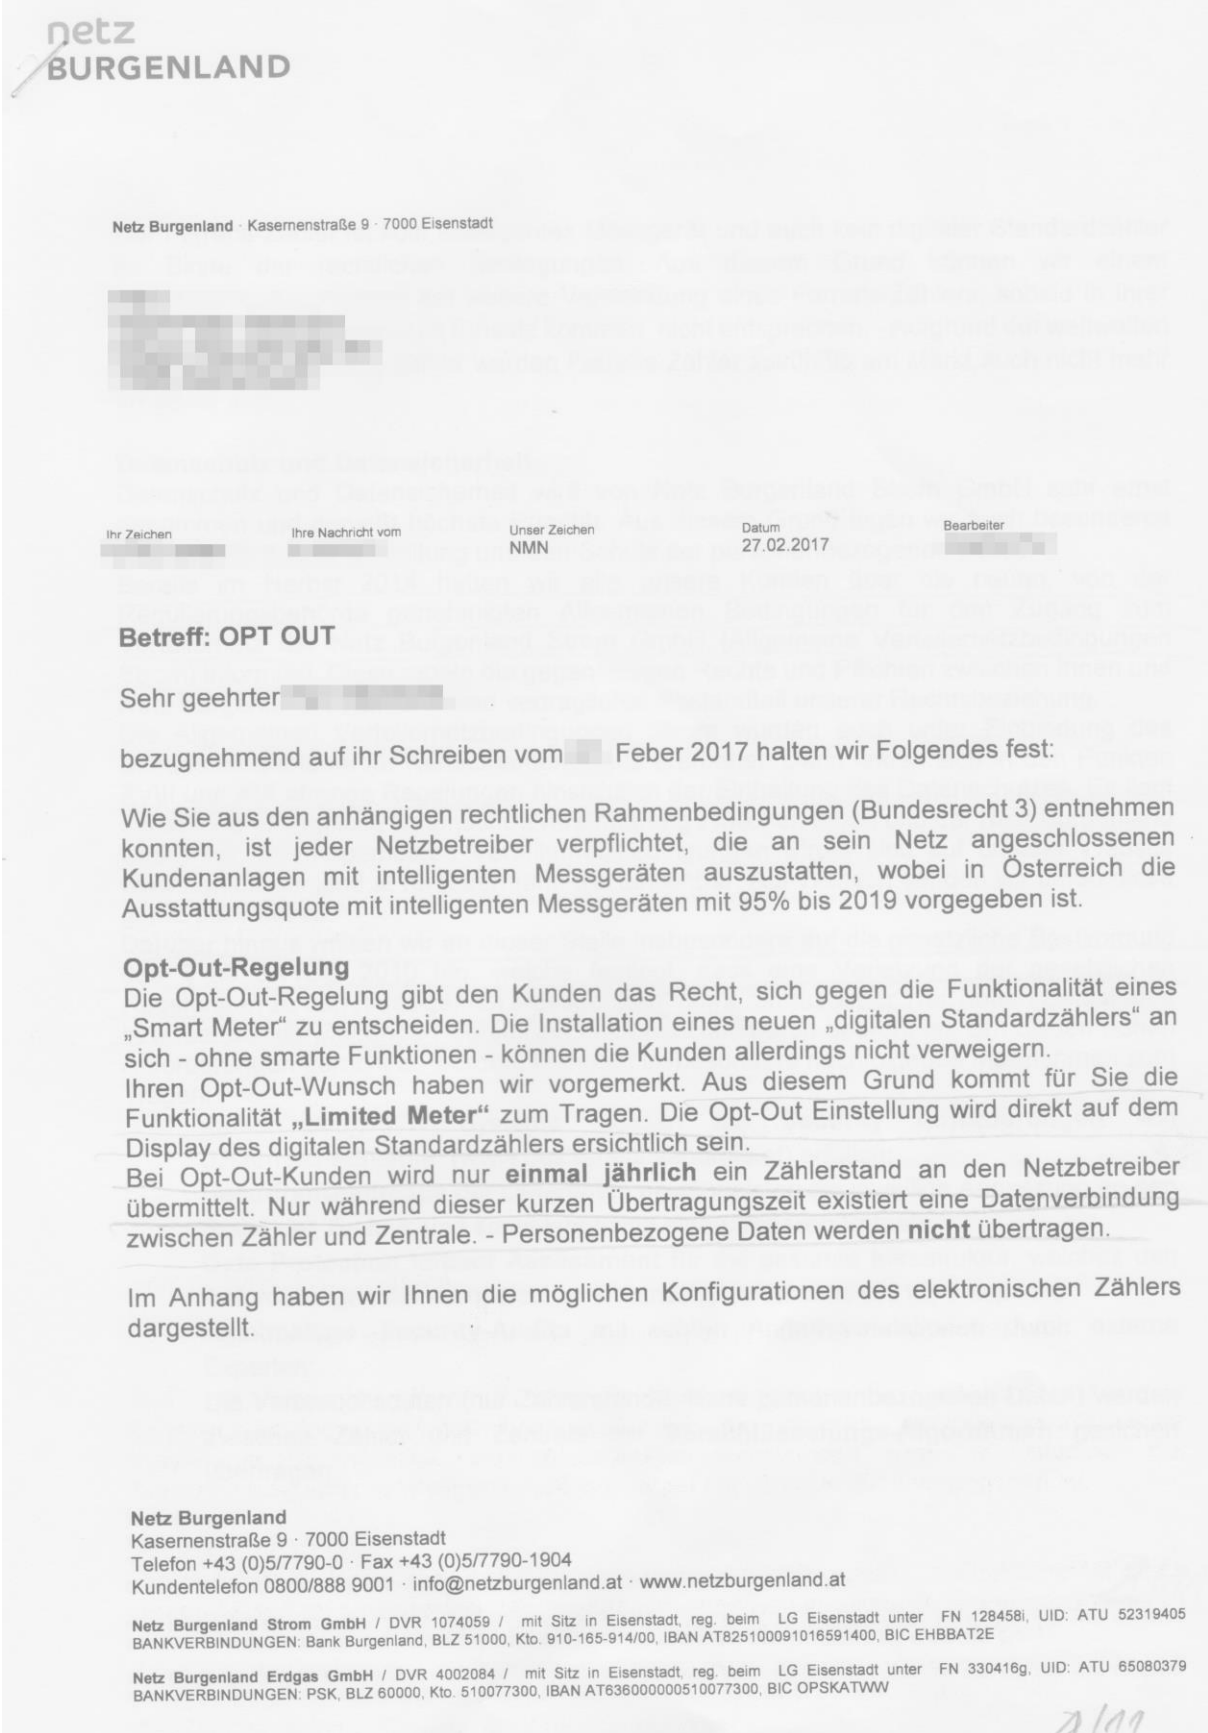 netz
BURGENLAND
Netz Burgenland · Kasernenstraße 9 · 7000 Eisenstadt
Ihr Zeichen Ihre Nachricht vom Unser Zeichen Datum Bearbeiter
NMN 27.02.2017
Betreff: OPT OUT
Sehr geehrter
bezugnehmend auf ihr Schreiben vom Feber 2017 halten wir Folgendes fest:
Wie Sie aus den anhängigen rechtlichen Rahmenbedingungen (Bundesrecht 3) entnehmen
konnten, ist jeder Netzbetreiber verpflichtet, die an sein Netz angeschlossenen
Kundenanlagen mit intelligenten Messgeräten auszustatten, wobei in Österreich die
Ausstattungsquote mit intelligenten Messgeräten mit 95% bis 2019 vorgegeben ist.
Opt-Out-Regelung
Die Opt-Out-Regelung gibt den Kunden das Recht, sich gegen die Funktionalität eines
„Smart Meter“ zu entscheiden. Die Installation eines neuen „digitalen Standardzählers“ an
sich - ohne smarte Funktionen - können die Kunden allerdings nicht verweigern.
Ihren Opt-Out-Wunsch haben wir vorgemerkt. Aus diesem Grund kommt für Sie die
Funktionalität „Limited Meter“ zum Tragen. Die Opt-Out Einstellung wird direkt auf dem
Display des digitalen Standardzählers ersichtlich sein.
Bei Opt-Out-Kunden wird nur einmal jährlich ein Zählerstand an den Netzbetreiber
übermittelt. Nur während dieser kurzen Übertragungszeit existiert eine Datenverbindung
zwischen Zähler und Zentrale. - Personenbezogene Daten werden nicht übertragen.
Im Anhang haben wir Ihnen die möglichen Konfigurationen des elektronischen Zählers
dargestellt.
Netz Burgenland
Kasernenstraße 9 · 7000 Eisenstadt
Telefon +43 (0)5/7790-0 · Fax +43 (0)5/7790-1904
Kundentelefon 0800/888 9001 · info@netzburgenland.at · www.netzburgenland.at
Netz Burgenland Strom GmbH / DVR 1074059 / mit Sitz in Eisenstadt, reg. beim LG Eisenstadt unter FN 128458i, UID: ATU 52319405
BANKVERBINDUNGEN: Bank Burgenland, BLZ 51000, Kto. 910-165-914/00, IBAN AT825100091016591400, BIC EHBBAT2E
Netz Burgenland Erdgas GmbH / DVR 4002084 / mit Sitz in Eisenstadt, reg. beim LG Eisenstadt unter FN 330416g, UID: ATU 65080379
BANKVERBINDUNGEN: PSK, BLZ 60000, Kto. 510077300, IBAN AT636000000510077300, BIC OPSKATWW